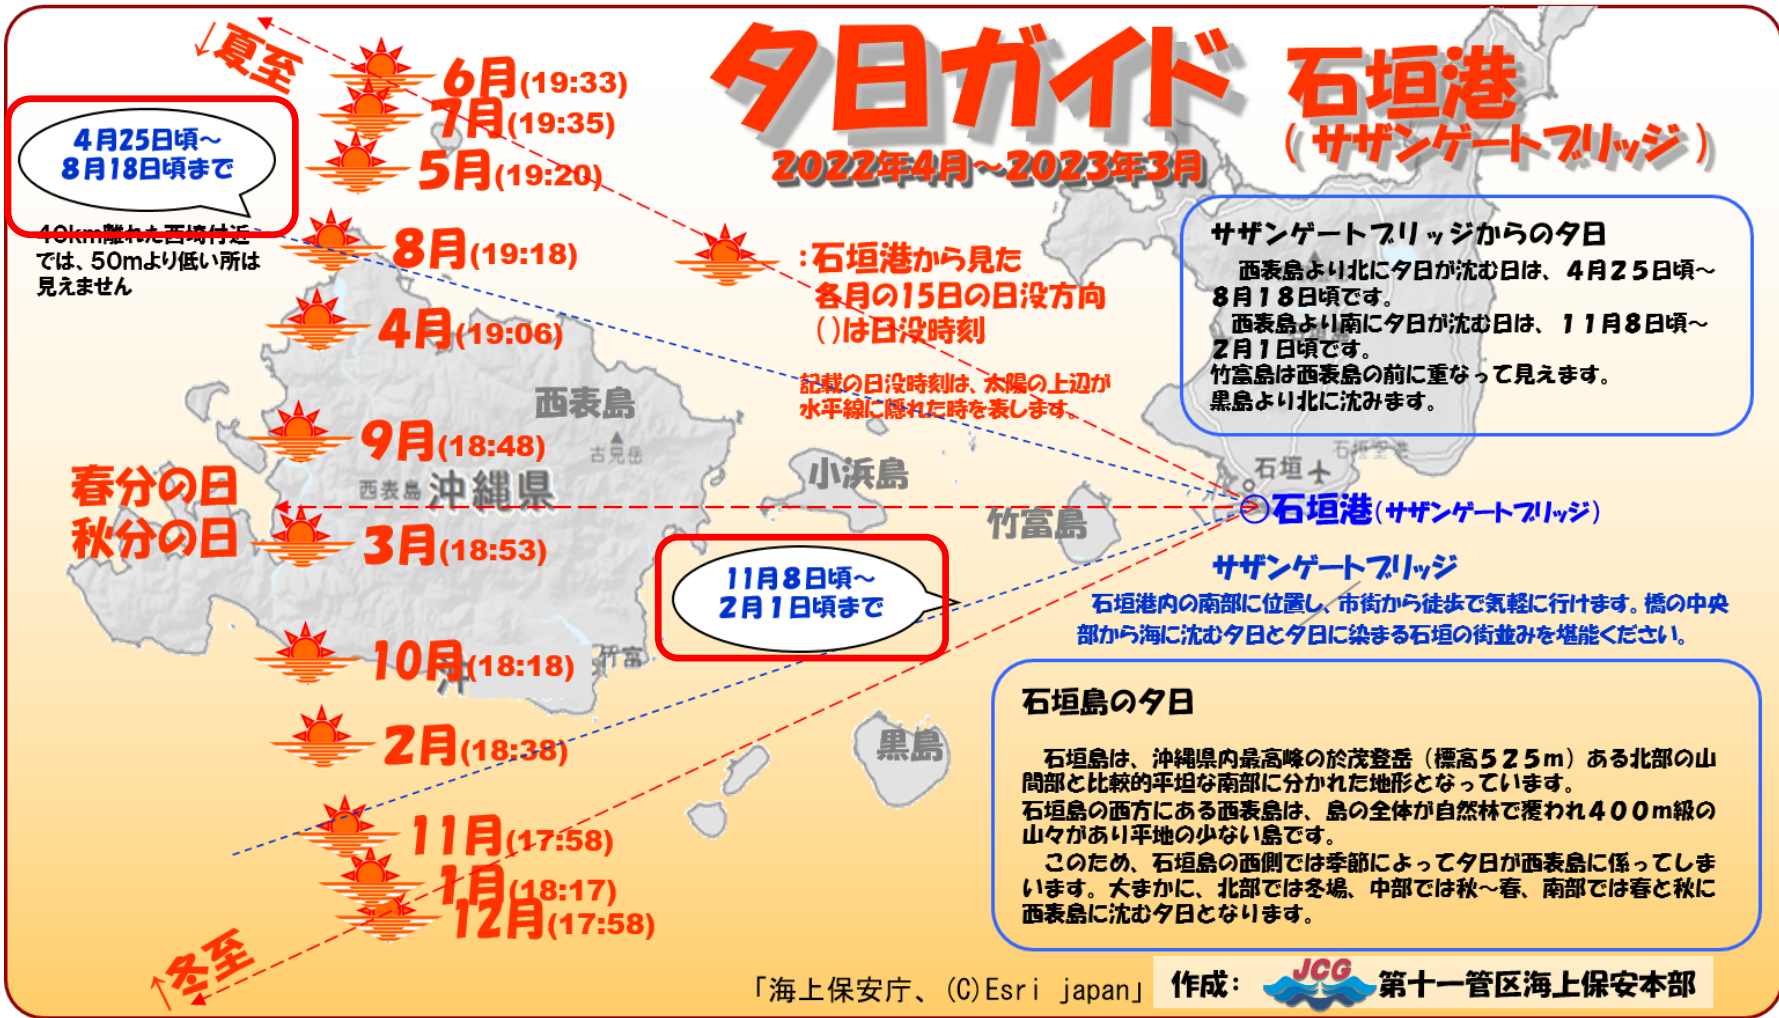 夕日ガイド
2022年4月～2023年3月
石垣港
(サザンゲートブリッジ)
↓夏至
6月(19:33)
7月(19:35)
5月(19:20)
4月25日頃～
8月18日頃まで
40km離れた西埼付近
では、50mより低い所は
見えません
8月(19:18)
4月(19:06)
9月(18:48)
春分の日
秋分の日
3月(18:53)
10月(18:18)
2月(18:38)
11月(17:58)
1月(18:17)
12月(17:58)
↑冬至
:石垣港から見た
各月の15日の日没方向
()は日没時刻
記載の日没時刻は、太陽の上辺が
水平線に隠れた時を表します。
西表島
古見岳
西表島
沖縄県
小浜島
竹富島
竹富
黒島
11月8日頃～
2月1日頃まで
サザンゲートブリッジからの夕日
西表島より北に夕日が沈む日は、4月25日頃～
8月18日頃です。
西表島より南に夕日が沈む日は、11月8日頃～
2月1日頃です。
竹富島は西表島の前に重なって見えます。
黒島より北に沈みます。
石垣
石垣空港
石垣港(サザンゲートブリッジ)
サザンゲートブリッジ
石垣港内の南部に位置し、市街から徒歩で気軽に行けます。橋の中央
部から海に沈む夕日と夕日に染まる石垣の街並みを堪能ください。
石垣島の夕日
石垣島は、沖縄県内最高峰の於茂登岳(標高525m)ある北部の山
間部と比較的平坦な南部に分かれた地形となっています。
石垣島の西方にある西表島は、島の全体が自然林で覆われ400m級の
山々があり平地の少ない島です。
このため、石垣島の西側では季節によって夕日が西表島に係ってしま
います。大まかに、北部では冬場、中部では秋～春、南部では春と秋に
西表島に沈む夕日となります。
「海上保安庁、(C)Esri japan」
作成: JCG 第十一管区海上保安本部